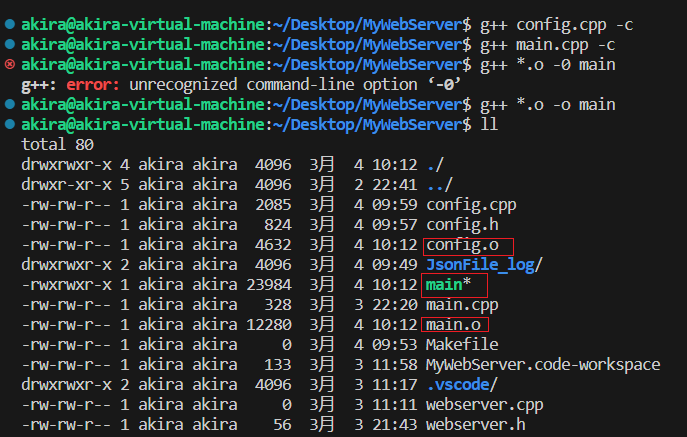 akira@akira-virtual-machine:~/Desktop/MyWebServer$ g++ config.cpp -c
akira@akira-virtual-machine:~/Desktop/MyWebServer$ g++ main.cpp -c
akira@akira-virtual-machine:~/Desktop/MyWebServer$ g++ *.o -0 main
g++: error: unrecognized command-line option ‘-0’
akira@akira-virtual-machine:~/Desktop/MyWebServer$ g++ *.o -o main
akira@akira-virtual-machine:~/Desktop/MyWebServer$ ll
total 80
drwxrwxr-x 4 akira akira  4096  3月  4 10:12 ./
drwxr-xr-x 5 akira akira  4096  3月  2 22:41 ../
-rw-rw-r-- 1 akira akira  2085  3月  4 09:59 config.cpp
-rw-rw-r-- 1 akira akira   824  3月  4 09:57 config.h
-rw-rw-r-- 1 akira akira  4632  3月  4 10:12 config.o
drwxrwxr-x 2 akira akira  4096  3月  4 09:49 JsonFile_log/
-rwxrwxr-x 1 akira akira 23984  3月  4 10:12 main*
-rw-rw-r-- 1 akira akira   328  3月  3 22:20 main.cpp
-rw-rw-r-- 1 akira akira 12280  3月  4 10:12 main.o
-rw-rw-r-- 1 akira akira     0  3月  4 09:53 Makefile
-rw-rw-r-- 1 akira akira   133  3月  3 11:58 MyWebServer.code-workspace
drwxrwxr-x 2 akira akira  4096  3月  3 11:17 .vscode/
-rw-rw-r-- 1 akira akira     0  3月  3 11:11 webserver.cpp
-rw-rw-r-- 1 akira akira    56  3月  3 21:43 webserver.h